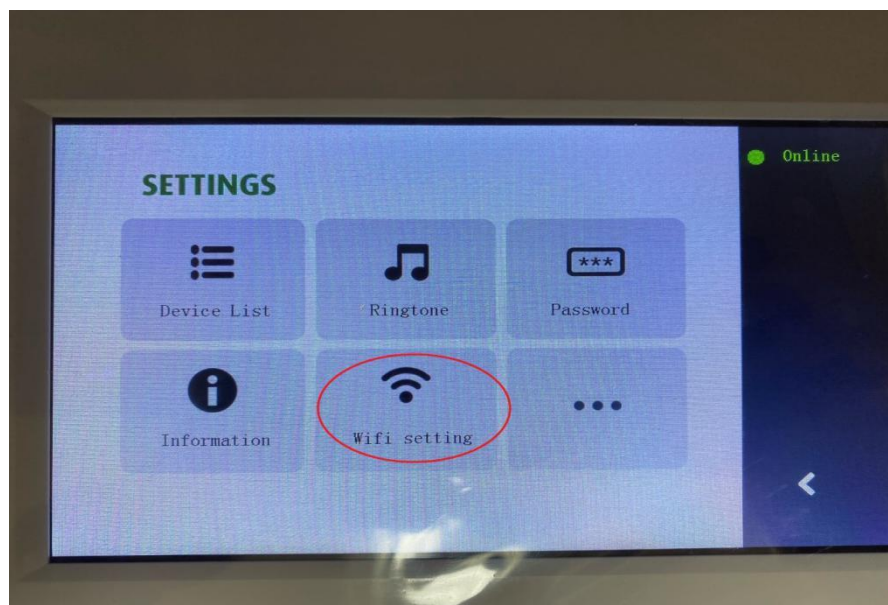 Online
SETTINGS
Device List
Ringtone
***
Password
Information
Wifi setting